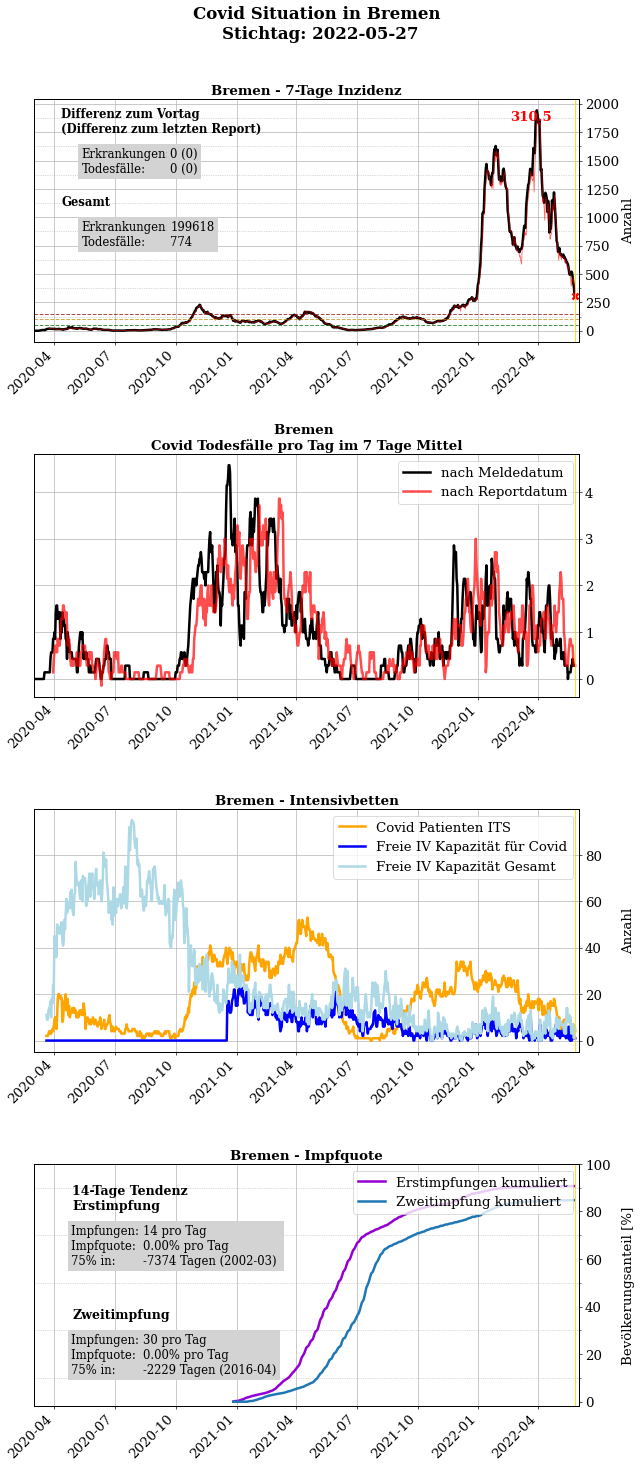 Covid Situation in Bremen
Stichtag: 2022-05-27
Bremen - 7-Tage Inzidenz
Differenz zum Vortag
(Differenz zum letzten Report)
Erkrankungen 0 (0)
Todesfälle: 0 (0)
Gesamt
Erkrankungen 199618
Todesfälle: 774
310.5
2000
1750
1500
1250
1000
750
500
250
0
Anzahl
2020-04
2020-07
2020-10
2021-01
2021-04
2021-07
2021-10
2022-01
2022-04
Bremen
Covid Todesfälle pro Tag im 7 Tage Mittel
nach Meldedatum
nach Reportdatum
4
3
2
1
0
2020-04
2020-07
2020-10
2021-01
2021-04
2021-07
2021-10
2022-01
2022-04
Bremen - Intensivbetten
Covid Patienten ITS
Freie IV Kapazität für Covid
Freie IV Kapazität Gesamt
80
60
40
20
0
Anzahl
2020-04
2020-07
2020-10
2021-01
2021-04
2021-07
2021-10
2022-01
2022-04
Bremen - Impfquote
14-Tage Tendenz
Erstimpfung
Impfungen: 14 pro Tag
Impfquote: 0.00% pro Tag
75% in: -7374 Tagen (2002-03)
Zweitimpfung
Impfungen: 30 pro Tag
Impfquote: 0.00% pro Tag
75% in: -2229 Tagen (2016-04)
Erstimpfungen kumuliert
Zweitimpfung kumuliert
100
80
60
40
20
0
Bevölkerungsanteil [%]
2020-04
2020-07
2020-10
2021-01
2021-04
2021-07
2021-10
2022-01
2022-04